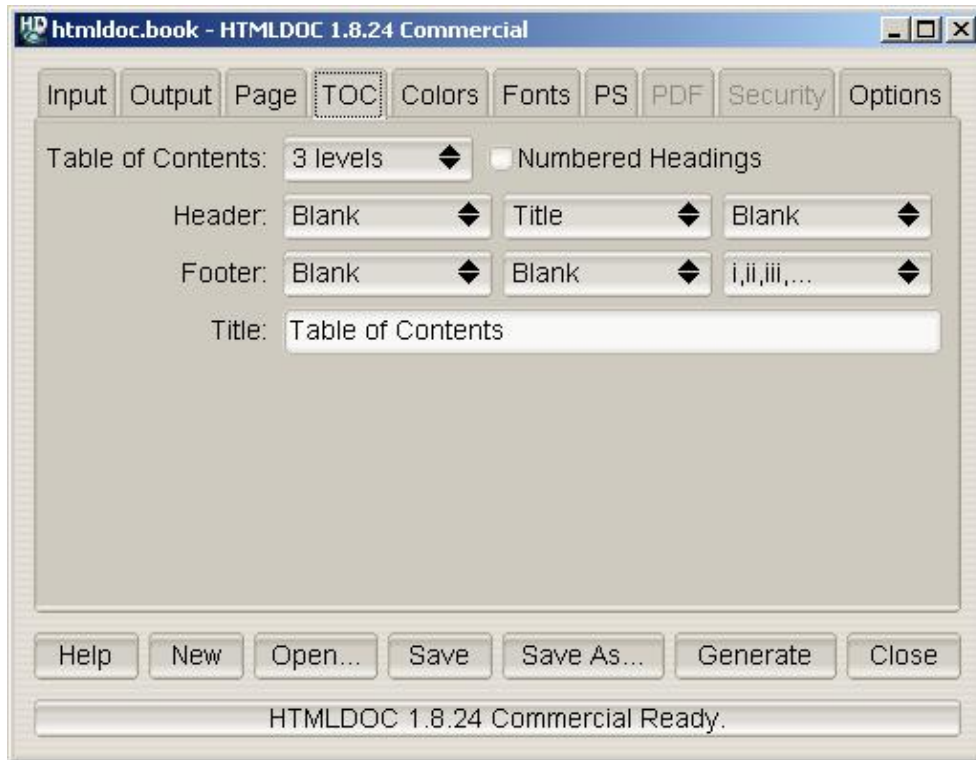 HD htmldoc.book - HTMLDOC 1.8.24 Commercial
Input Output Page TOC Colors Fonts PS PDF Security Options
Table of Contents: 3 levels Numbered Headings
Header: Blank Title Blank
Footer: Blank Blank i,ii,iii,...
Title: Table of Contents
Help New Open... Save Save As... Generate Close
HTMLDOC 1.8.24 Commercial Ready.